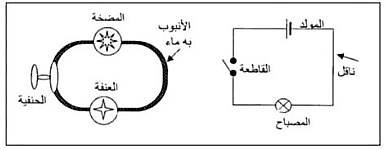 المضخة
الأنبوب
به ماء
العنفة
الحنفية
المولد
ناقل
القاطعة
المصباح